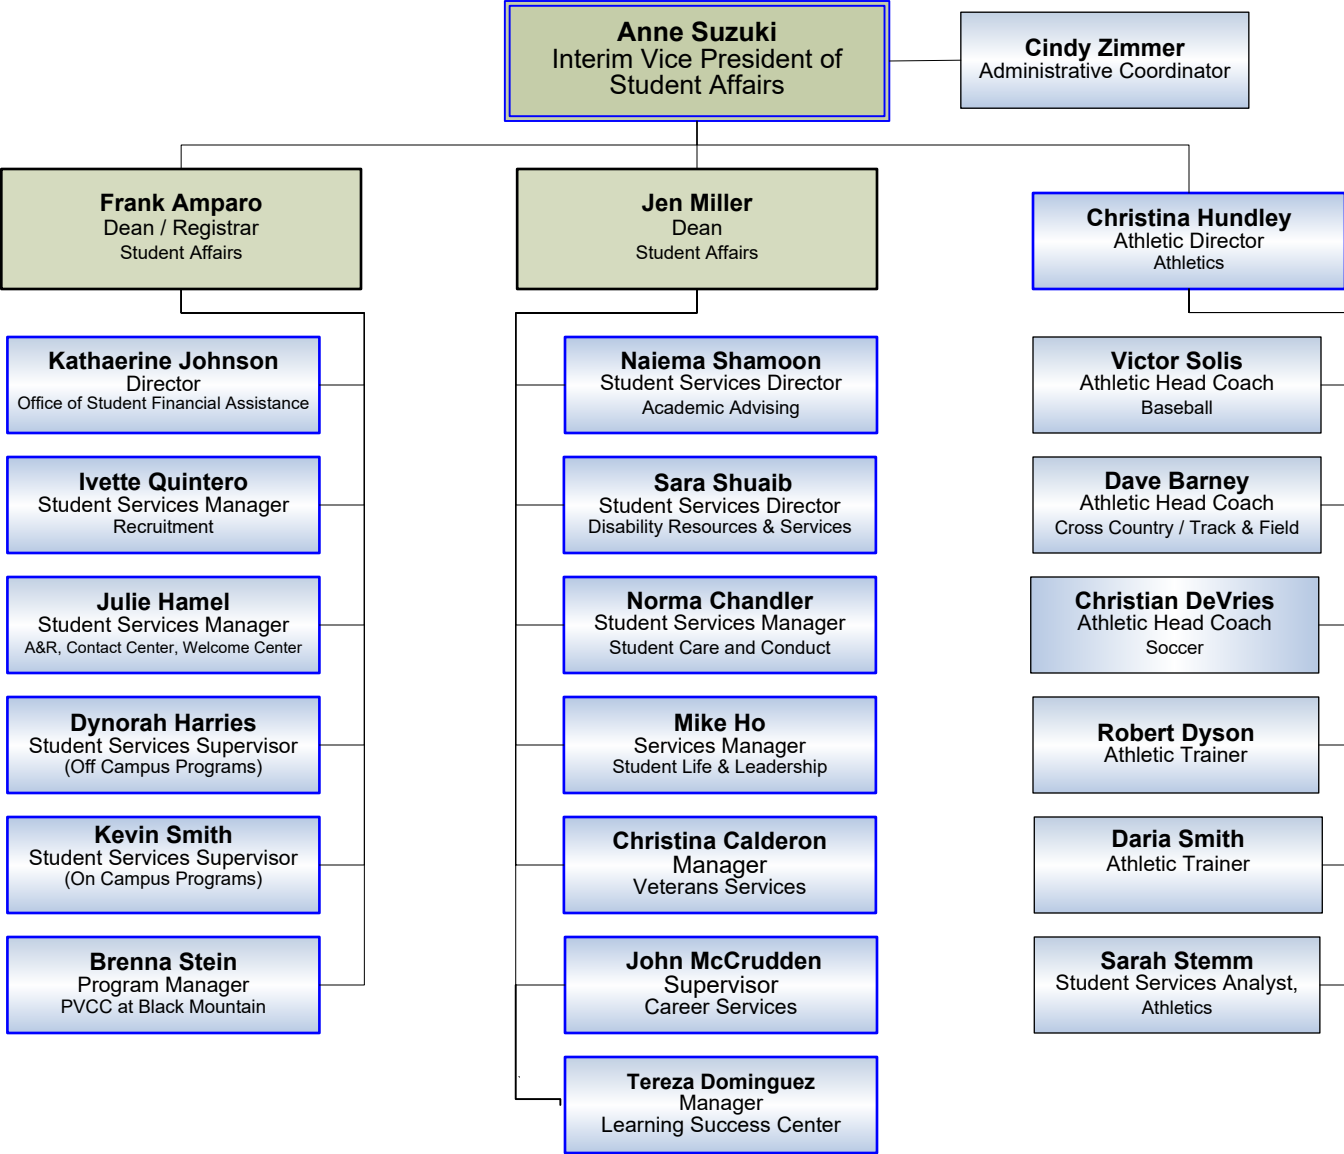 Anne Suzuki
Interim Vice President of
Student Affairs
Cindy Zimmer
Administrative Coordinator
Frank Amparo
Dean / Registrar
Student Affairs
Jen Miller
Dean
Student Affairs
Christina Hundley
Athletic Director
Athletics
Kathaerine Johnson
Director
Office of Student Financial Assistance
Ivette Quintero
Student Services Manager
Recruitment
Julie Hamel
Student Services Manager
A&R, Contact Center, Welcome Center
Dynorah Harries
Student Services Supervisor
(Off Campus Programs)
Kevin Smith
Student Services Supervisor
(On Campus Programs)
Brenna Stein
Program Manager
PVCC at Black Mountain
Naiema Shamoon
Student Services Director
Academic Advising
Sara Shuaib
Student Services Director
Disability Resources & Services
Norma Chandler
Student Services Manager
Student Care and Conduct
Mike Ho
Services Manager
Student Life & Leadership
Christina Calderon
Manager
Veterans Services
John McCrudden
Supervisor
Career Services
Tereza Dominguez
Manager
Learning Success Center
Victor Solis
Athletic Head Coach
Baseball
Dave Barney
Athletic Head Coach
Cross Country / Track & Field
Christian DeVries
Athletic Head Coach
Soccer
Robert Dyson
Athletic Trainer
Daria Smith
Athletic Trainer
Sarah Stemm
Student Services Analyst,
Athletics